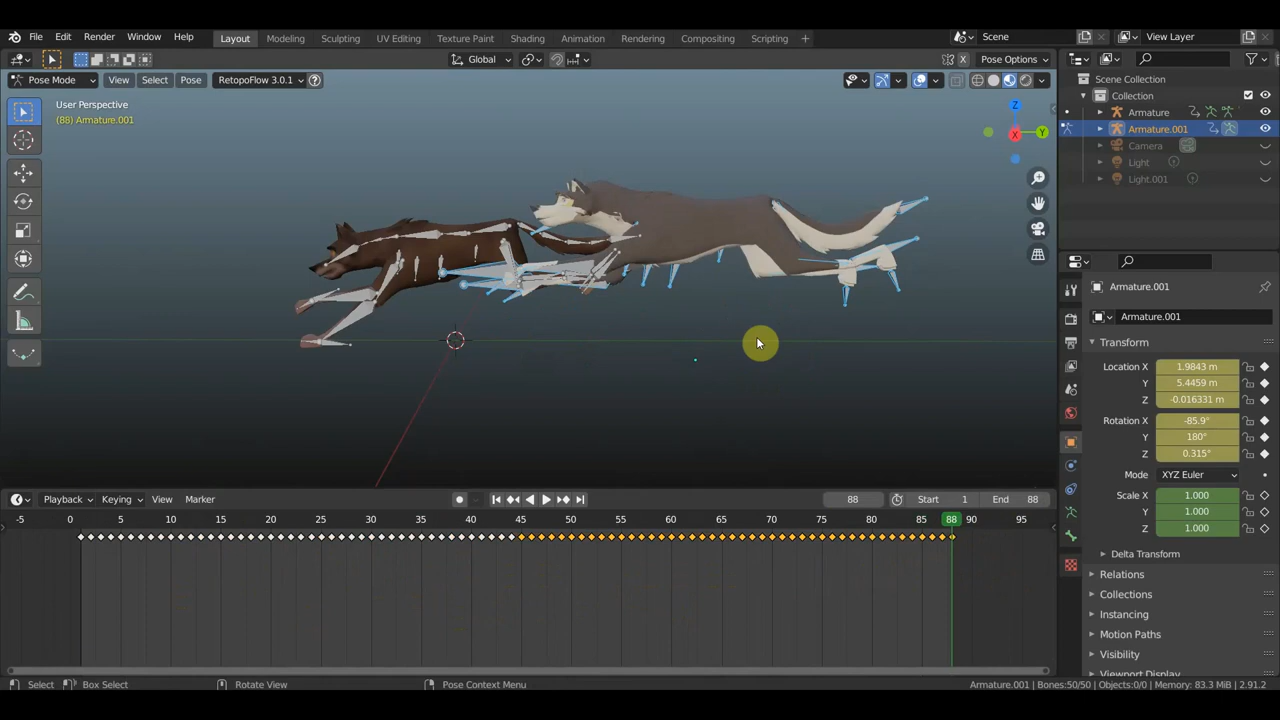 File Edit Render Window Help Layout Modeling Sculpting UV Editing Texture Paint Shading Animation Rendering Compositing Scripting + Scene View Layer
Global Pose Options
Pose Mode View Select Pose RetopoFlow 3.0.1
User Perspective
(88) Armature.001
Z
Y
X
Scene Collection
Collection
Armature
Armature.001
Camera
Light
Light.001
Armature.001
Armature.001
Transform
Location X 1.9843 m
Y 5.4459 m
Z -0.016331 m
Rotation X -85.9°
Y 180°
Z 0.315°
Mode XYZ Euler
Scale X 1.000
Y 1.000
Z 1.000
Delta Transform
Relations
Collections
Instancing
Motion Paths
Visibility
Viewport Display
Playback Keying View Marker 88 Start 1 End 88
-5 0 5 10 15 20 25 30 35 40 45 50 55 60 65 70 75 80 85 88 90 95
Select Box Select Rotate View Pose Context Menu Armature.001 | Bones:50/50 | Objects:0/0 | Memory: 83.3 MiB | 2.91.2